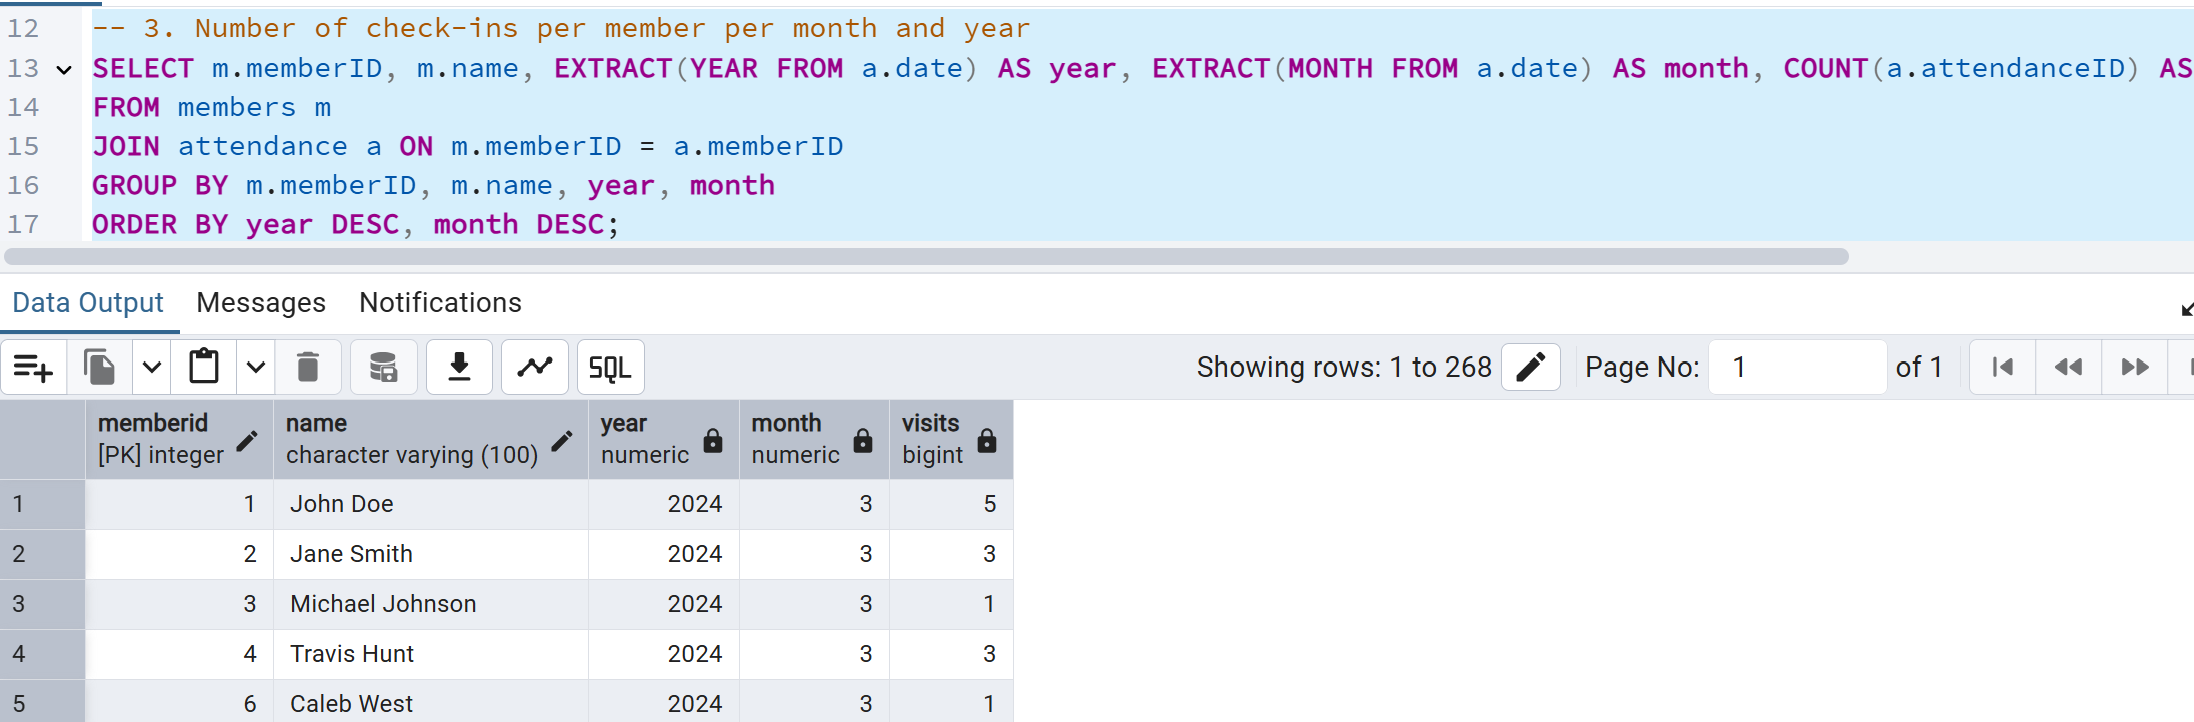 12 -- 3. Number of check-ins per member per month and year
13 SELECT m.memberID, m.name, EXTRACT(YEAR FROM a.date) AS year, EXTRACT(MONTH FROM a.date) AS month, COUNT(a.attendanceID) AS
14 FROM members m
15 JOIN attendance a ON m.memberID = a.memberID
16 GROUP BY m.memberID, m.name, year, month
17 ORDER BY year DESC, month DESC;
Data Output Messages Notifications
SQL Showing rows: 1 to 268 Page No: 1 of 1
memberid name year month visits
[PK] integer character varying (100) numeric numeric bigint
1 1 John Doe 2024 3 5
2 2 Jane Smith 2024 3 3
3 3 Michael Johnson 2024 3 1
4 4 Travis Hunt 2024 3 3
5 6 Caleb West 2024 3 1